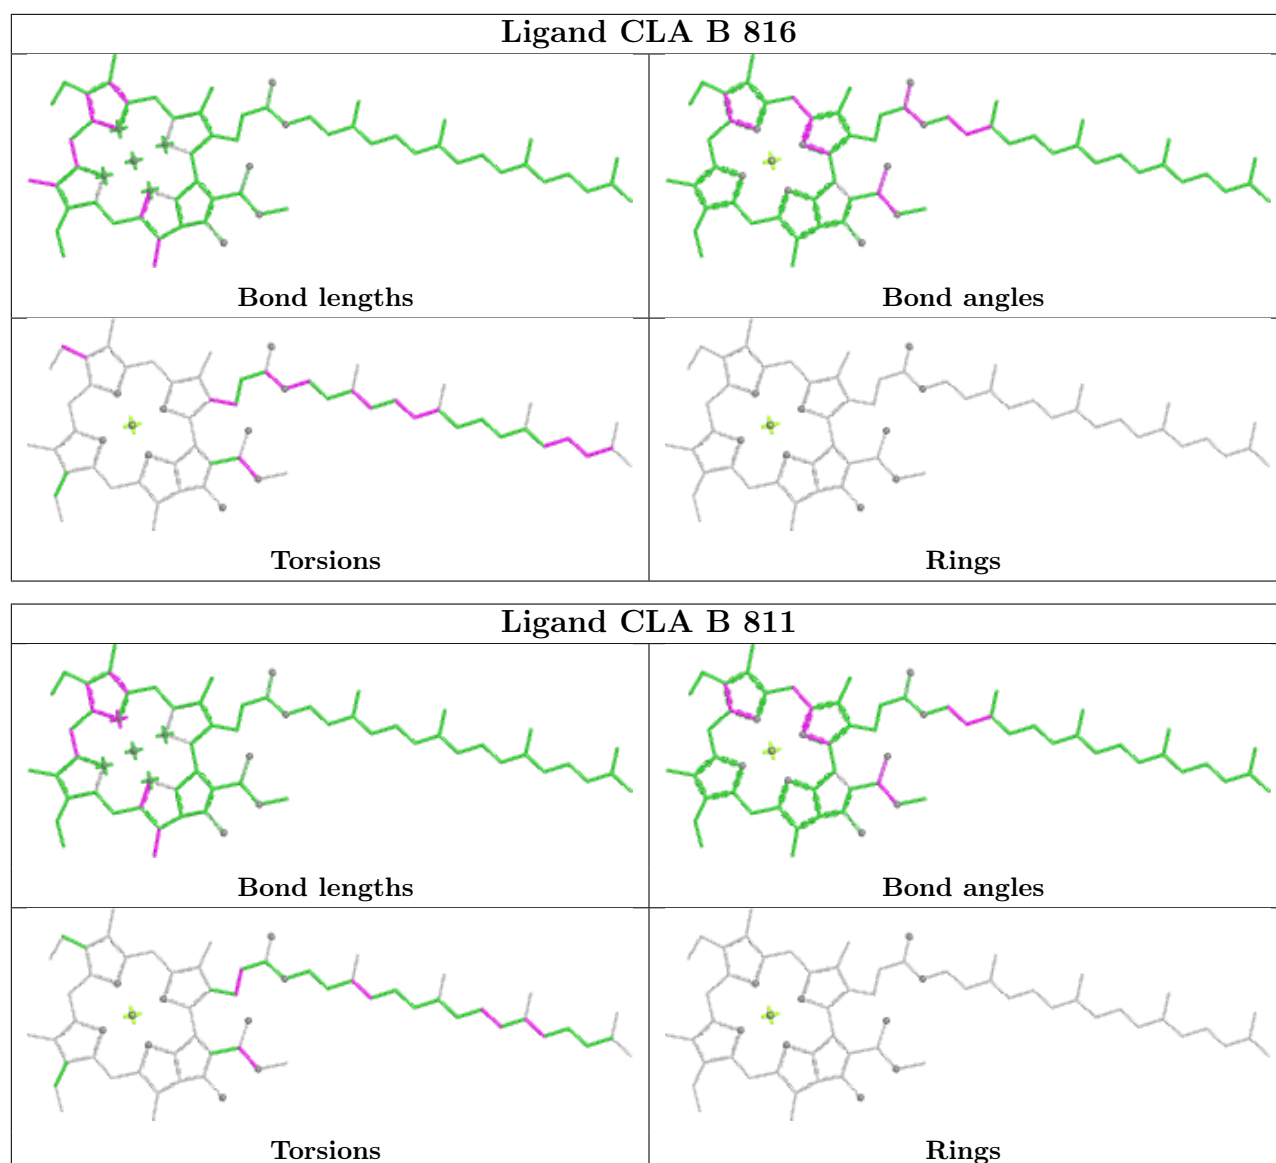 Ligand CLA B 816
Bond lengths
Bond angles
Torsions
Rings
Ligand CLA B 811
Bond lengths
Bond angles
Torsions
Rings